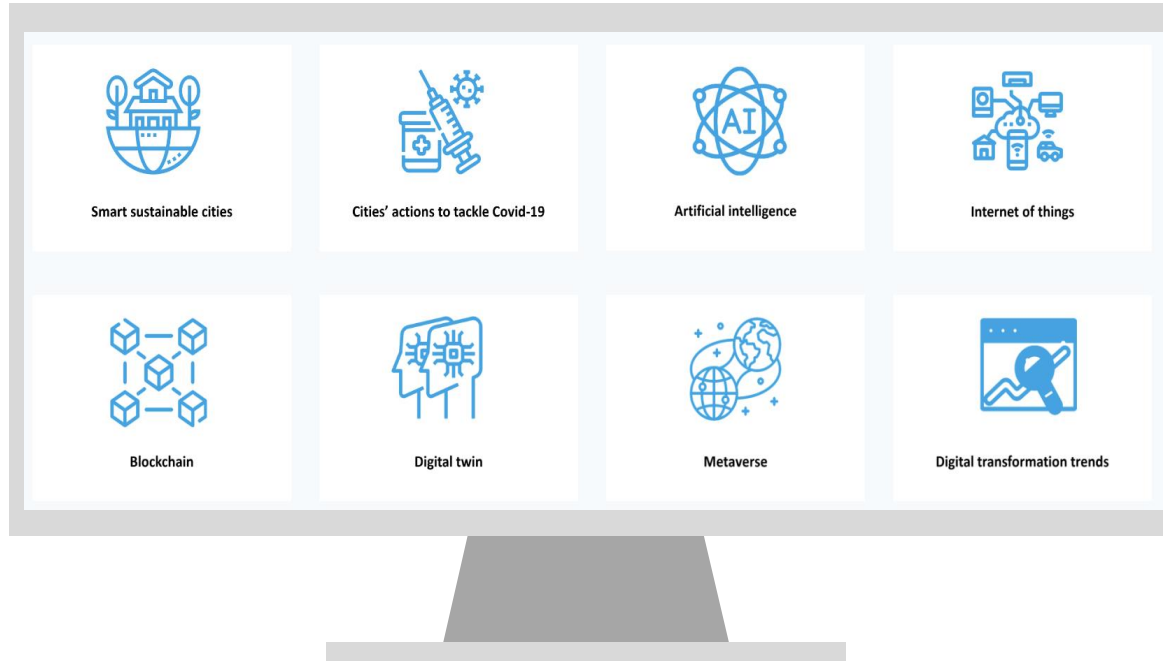 AI
Smart sustainable cities
Cities' actions to tackle Covid-19
Artificial intelligence
Internet of things
Blockchain
Digital twin
Metaverse
Digital transformation trends